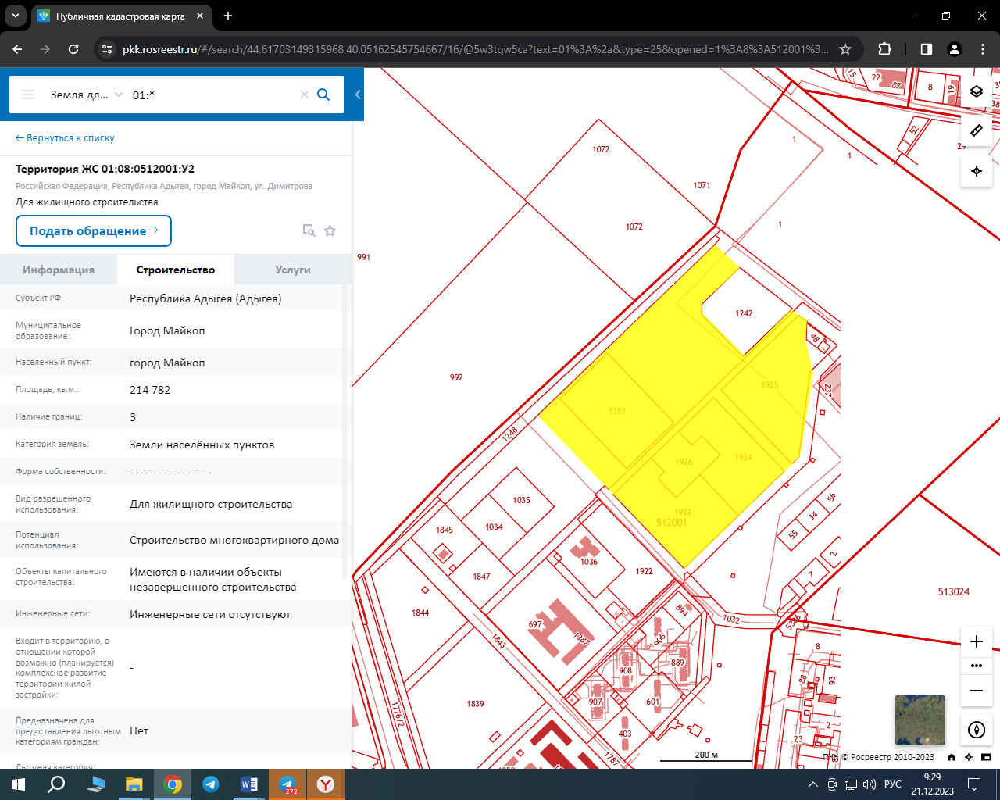 Публичная кадастровая карта
pkk.rosreestr.ru/#/search/44.61703149315968,40.05162545754667/16/@5w3tqw5ca?text=01%3A%2a&type=25&opened=1%3A8%3A512001%3...
Земля дл...
01:*
Вернуться к списку
Территория ЖС 01:08:0512001:У2
Российская Федерация, Республика Адыгея, город Майкоп, ул. Димитрова
Для жилищного строительства
Подать обращение
Информация
Строительство
Услуги
Субъект РФ:
Республика Адыгея (Адыгея)
Муниципальное образование:
Город Майкоп
Населенный пункт:
город Майкоп
Площадь, кв.м.:
214 782
Наличие границ:
3
Категория земель:
Земли населённых пунктов
Форма собственности:
---------------------
Вид разрешенного использования:
Для жилищного строительства
Потенциал использования:
Строительство многоквартирного дома
Объекты капитального строительства:
Имеются в наличии объекты
незавершенного строительства
Инженерные сети:
Инженерные сети отсутствуют
Входит в территорию, в
отношении которой
возможно (планируется)
комплексное развитие
территории жилой
застройки:
-
Предназначена для
предоставления льготным
категориям граждан:
Нет
Льготная категория:
15
22
87
8
19
38
52
1
1
1
1072
1071
1072
991
992
1242
48
237
1925
1383
1924
1926
1923
512001
1248
1035
1034
1845
1847
1036
1922
1844
697
1387
1843
894
906
908
889
907
601
403
1839
1776/2
1787
1032
56
34
55
2
7
513024
8
88
93
2
23
200 м
ПКК © Росреестр 2010-2023
272
РУС
9:29
21.12.2023